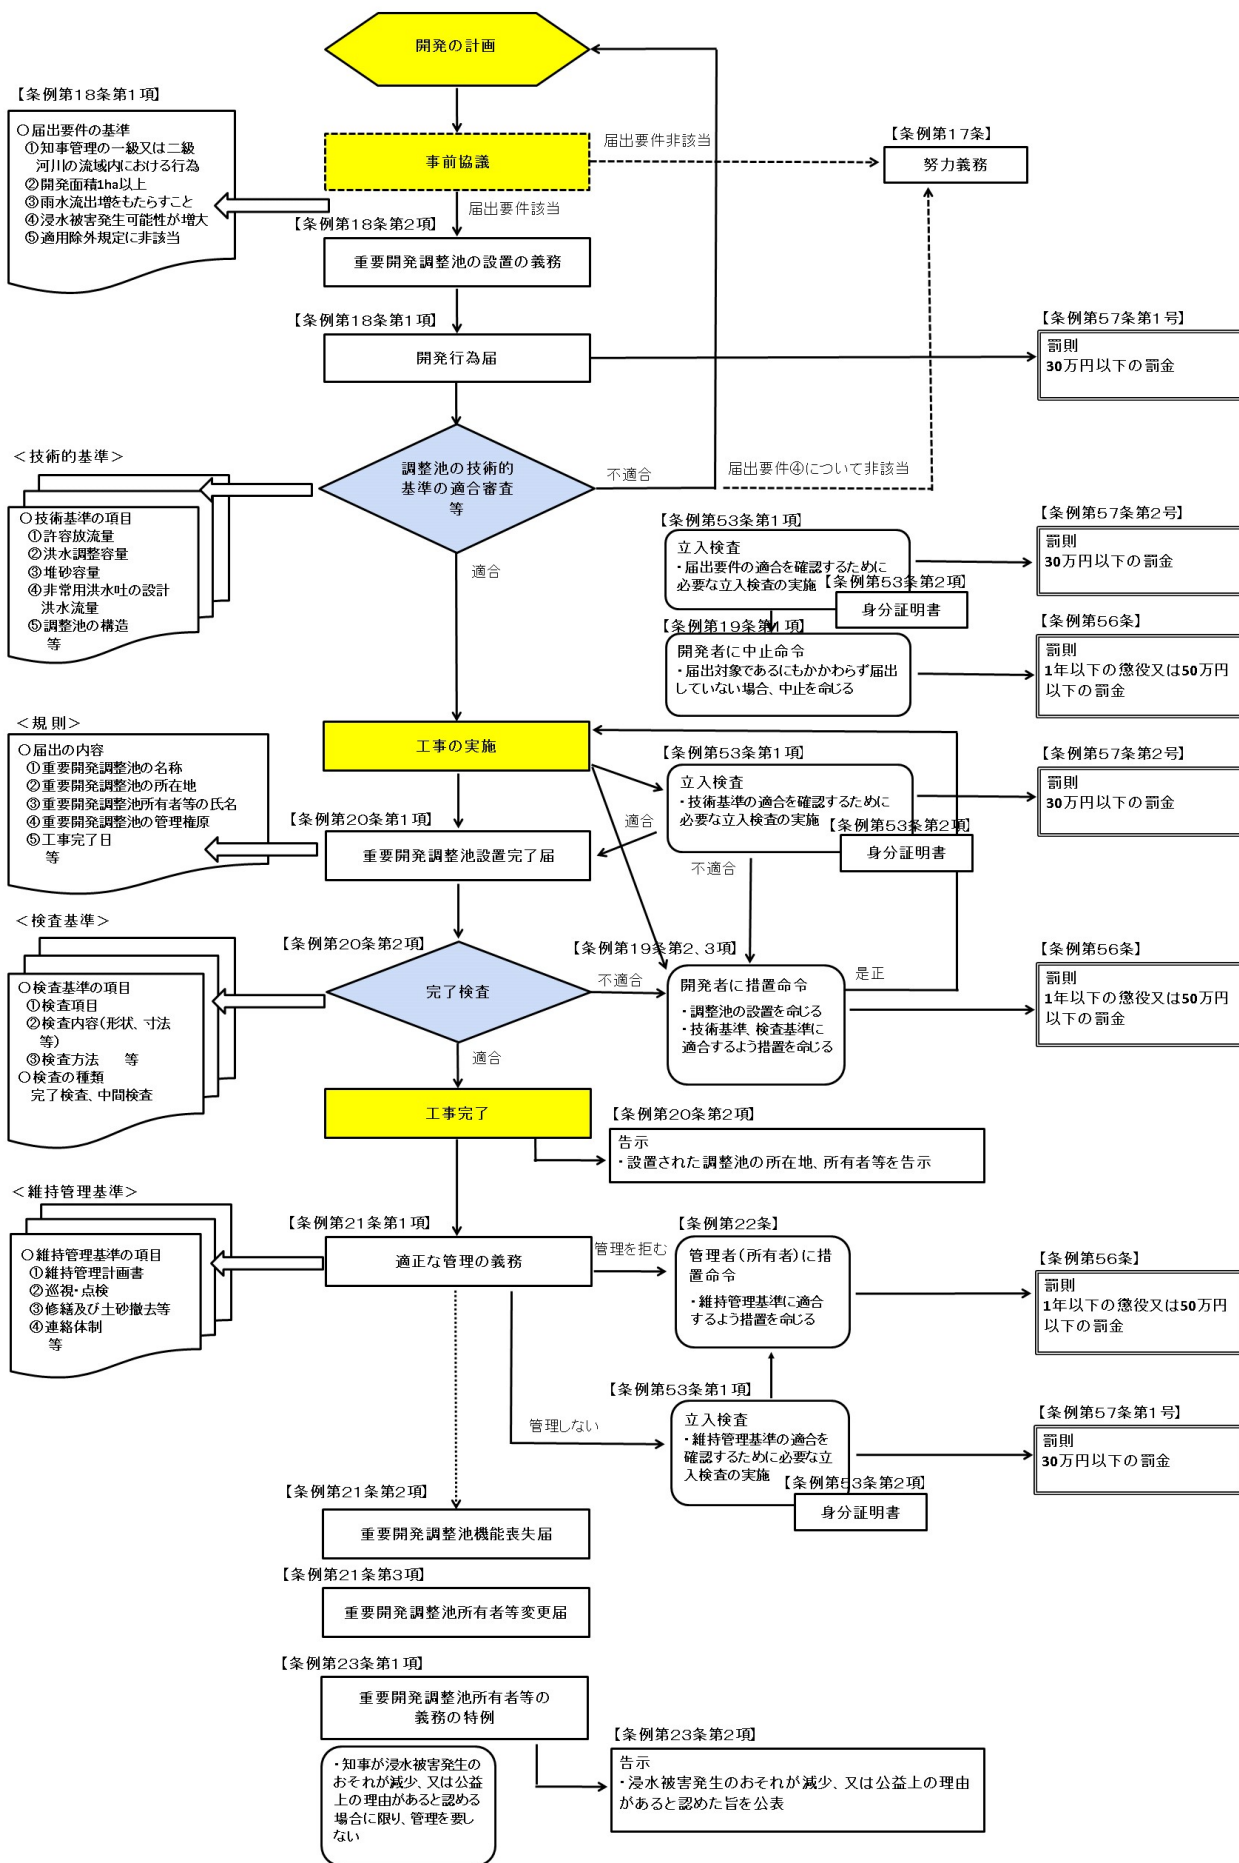 開発の計画
【条例第18条第1項】
〇届出要件の基準
①知事管理の一級又は二級
河川の流域内における行為
②開発面積1ha以上
③雨水流出増をもたらすこと
④浸水被害発生可能性が増大
⑤適用除外規定に非該当
事前協議
届出要件非該当
【条例第17条】
努力義務
届出要件該当
【条例第18条第2項】
重要開発調整池の設置の義務
【条例第18条第1項】
開発行為届
【条例第57条第1号】
罰則
30万円以下の罰金
＜技術的基準＞
〇技術基準の項目
①許容放流量
②洪水調整容量
③堆砂容量
④非常用洪水吐の設計
洪水流量
⑤調整池の構造
等
調整池の技術的
基準の適合審査
等
不適合
届出要件④について非該当
適合
【条例第53条第1項】
立入検査
・届出要件の適合を確認するために
必要な立入検査の実施
【条例第53条第2項】
身分証明書
【条例第57条第2号】
罰則
30万円以下の罰金
【条例第19条第1項】
開発者に中止命令
・届出対象であるにもかかわらず届出
していない場合、中止を命じる
【条例第56条】
罰則
1年以下の懲役又は50万円
以下の罰金
＜規則＞
〇届出の内容
①重要開発調整池の名称
②重要開発調整池の所在地
③重要開発調整池所有者等の氏名
④重要開発調整池の管理権原
⑤工事完了日
等
工事の実施
【条例第53条第1項】
立入検査
・技術基準の適合を確認するために
必要な立入検査の実施
【条例第53条第2項】
身分証明書
【条例第57条第2号】
罰則
30万円以下の罰金
【条例第20条第1項】
適合
重要開発調整池設置完了届
不適合
＜検査基準＞
〇検査基準の項目
①検査項目
②検査内容（形状、寸法
等）
③検査方法　等
〇検査の種類
完了検査、中間検査
【条例第20条第2項】
完了検査
不適合
【条例第19条第2、3項】
開発者に措置命令
・調整池の設置を命じる
・技術基準、検査基準に
適合するよう措置を命じる
是正
【条例第56条】
罰則
1年以下の懲役又は50万円
以下の罰金
適合
工事完了
【条例第20条第2項】
告示
・設置された調整池の所在地、所有者等を告示
＜維持管理基準＞
〇維持管理基準の項目
①維持管理計画書
②巡視・点検
③修繕及び土砂撤去等
④連絡体制
等
【条例第21条第1項】
適正な管理の義務
管理を拒む
【条例第22条】
管理者（所有者）に措
置命令
・維持管理基準に適合
するよう措置を命じる
【条例第56条】
罰則
1年以下の懲役又は50万円
以下の罰金
管理しない
【条例第53条第1項】
立入検査
・維持管理基準の適合を
確認するために必要な立
入検査の実施
【条例第53条第2項】
身分証明書
【条例第57条第1号】
罰則
30万円以下の罰金
【条例第21条第2項】
重要開発調整池機能喪失届
【条例第21条第3項】
重要開発調整池所有者等変更届
【条例第23条第1項】
重要開発調整池所有者等の
義務の特例
・知事が浸水被害発生の
おそれが減少、又は公益
上の理由があると認める
場合に限り、管理を要し
ない
【条例第23条第2項】
告示
・浸水被害発生のおそれが減少、又は公益上の理由
があると認めた旨を公表